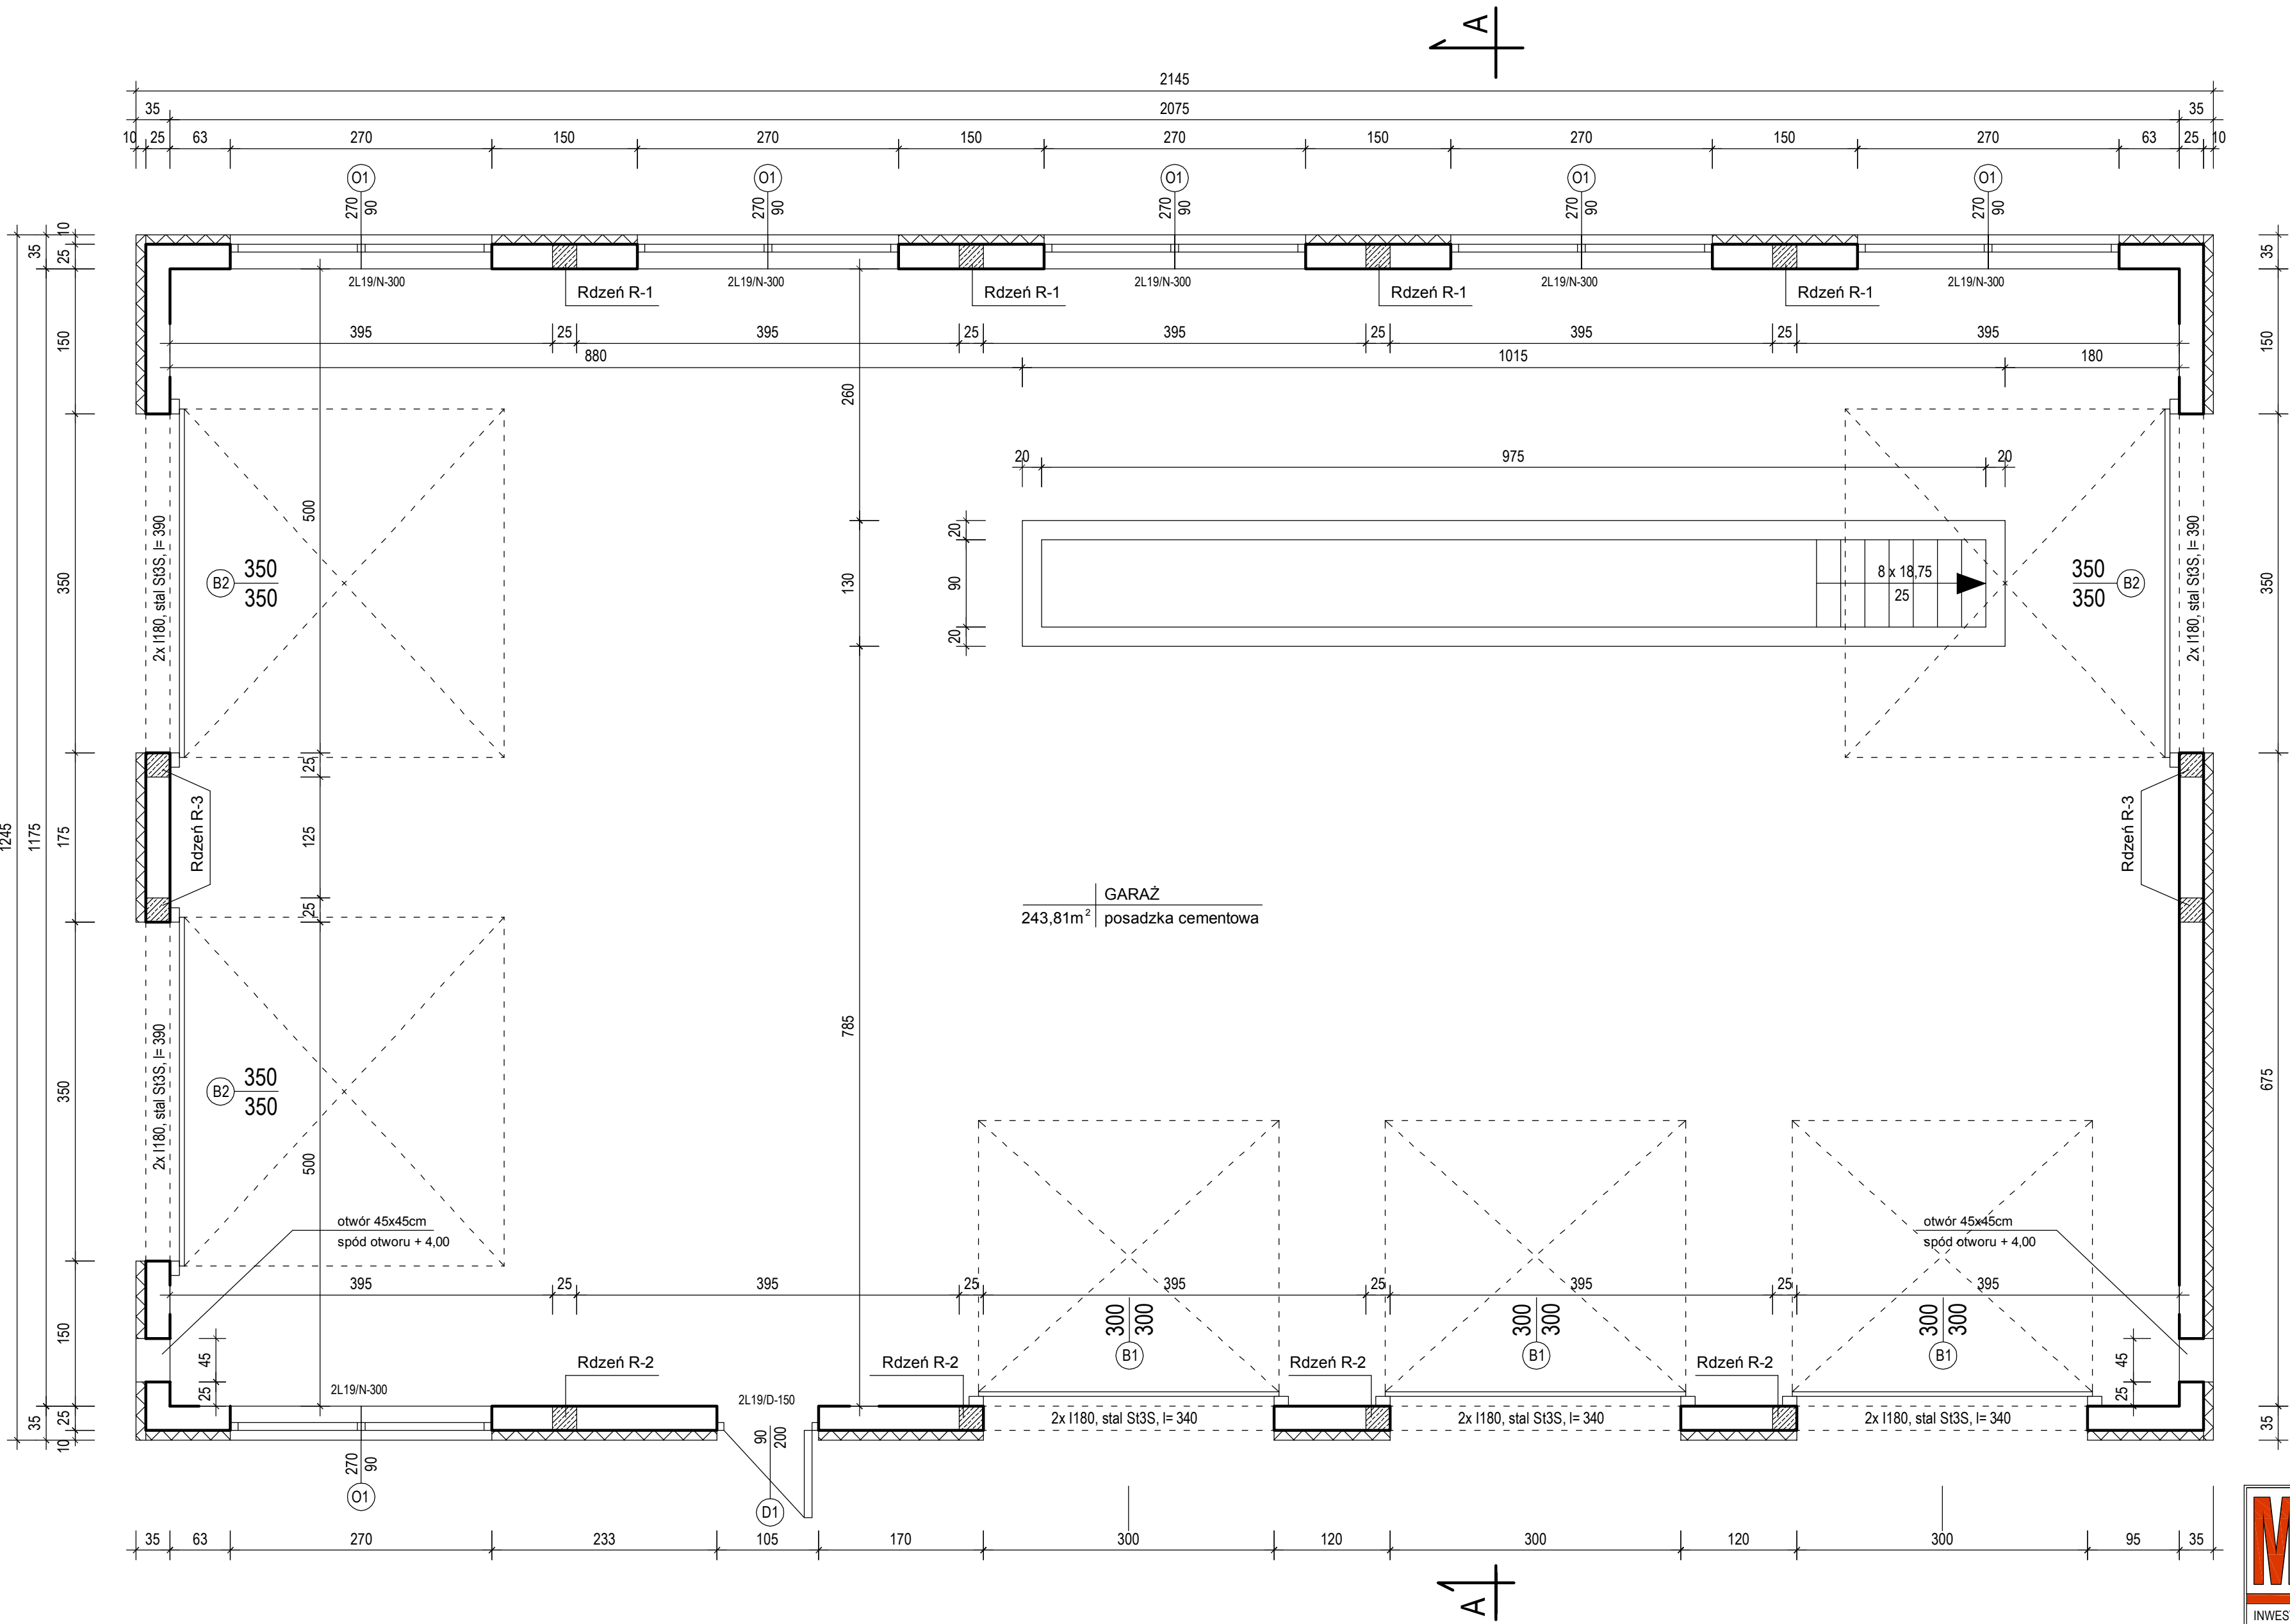 A
2145
35 2075 35
10 25 63 270 150 270 150 270 150 270 150 270 63 25 10
O1 O1 O1 O1 O1
270 90 270 90 270 90 270 90 270 90
10
35 25 35
2L19/N-300 2L19/N-300 2L19/N-300 2L19/N-300 2L19/N-300
Rdzeń R-1 Rdzeń R-1 Rdzeń R-1 Rdzeń R-1
150 150
395 25 395 25 395 25 395 25 395
880 1015 180
260
20 975 20
500
2x I180, stal St3S, l= 390
2x I180, stal St3S, l= 390
20
350 B2 350
350
130 90
8 x 18,75
25
350
350 B2 350
20
25
1245 1175 175 Rdzeń R-3 125 Rdzeń R-3
25
GARAŻ
243,81m2 posadzka cementowa
785
2x I180, stal St3S, l= 390
350 B2 350
350
500
675
otwór 45x45cm
spód otworu + 4,00
otwór 45x45cm
spód otworu + 4,00
395 25 395 25 395 25 395 25 395
150
300 300 300 300 300 300
B1 B1 B1
45 45
Rdzeń R-2 Rdzeń R-2 Rdzeń R-2 Rdzeń R-2
25 25
2L19/N-300 2L19/D-150
35 25 2x I180, stal St3S, l= 340 2x I180, stal St3S, l= 340 2x I180, stal St3S, l= 340 35
10
270 90 90 200
O1 D1
35 63 270 233 105 170 300 120 300 120 300 95 35
A
M
INWES